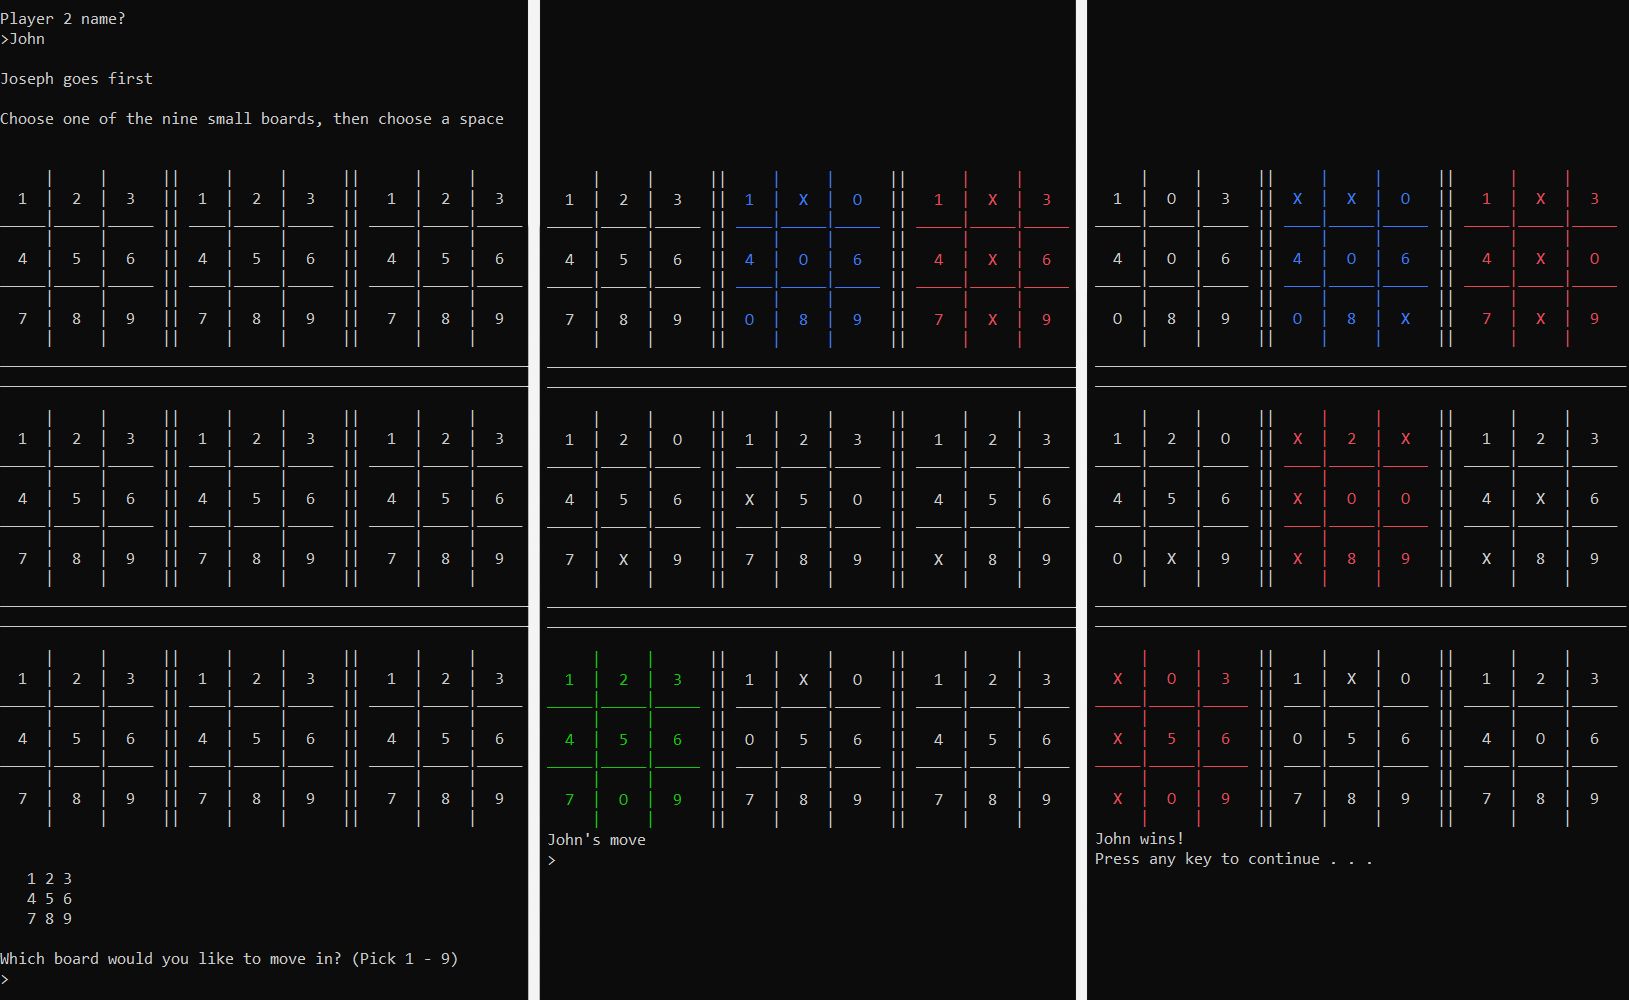 Player 2 name?
>John
Joseph goes first
Choose one of the nine small boards, then choose a space
1 2 3 1 2 3 1 2 3
4 5 6 4 5 6 4 5 6
7 8 9 7 8 9 7 8 9
1 2 3 1 2 3 1 2 3
4 5 6 4 5 6 4 5 6
7 8 9 7 8 9 7 8 9
1 2 3 1 2 3 1 2 3
4 5 6 4 5 6 4 5 6
7 8 9 7 8 9 7 8 9
1 2 3
4 5 6
7 8 9
Which board would you like to move in? (Pick 1 - 9)
>
1 2 3 1 X O 1 X 3
4 5 6 4 O 6 4 X 6
7 8 9 O 8 9 7 X 9
1 2 O 1 2 3 1 2 3
4 5 6 X 5 O 4 5 6
7 X 9 7 8 9 X 8 9
1 2 3 1 X O 1 2 3
4 5 6 O 5 6 4 5 6
7 O 9 7 8 9 7 8 9
John's move
>
1 O 3 X X O 1 X 3
4 O 6 4 O 6 4 X O
O 8 9 O 8 X 7 X 9
1 2 O X 2 X 1 2 3
4 5 6 X O O 4 X 6
O X 9 X 8 9 X 8 9
X O 3 1 X O 1 2 3
X 5 6 O 5 6 4 O 6
X O 9 7 8 9 7 8 9
John wins!
Press any key to continue . . .